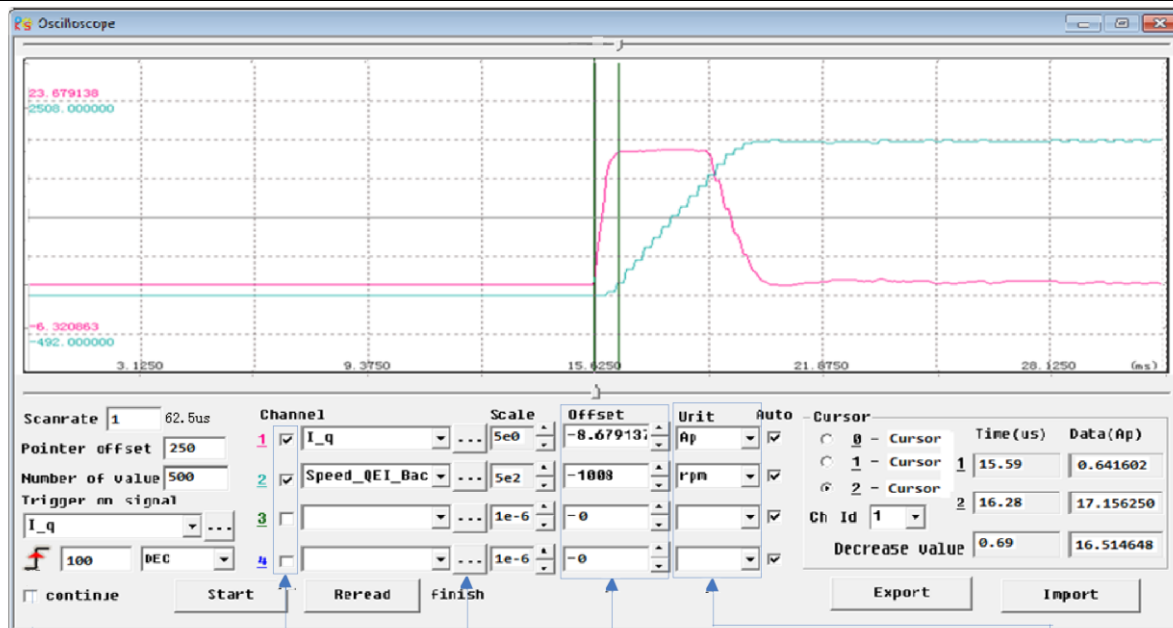 Oscilloscope
23.679138
2508.000000
-6.320863
-492.000000
3.1250 9.3750 15.6250 21.8750 28.1250 (ms)
Scanrate 1 62.5us
Pointer offset 250
Number of value 500
Trigger on signal
I_q ...
100 DEC
continue
Start Reread finish
Channel Scale Offset Unit Auto
1 I_q ... 5e0 -8.679137 Ap
2 Speed_QEI_Bac ... 5e2 -1008 rpm
3 ... 1e-6 -0
4 ... 1e-6 -0
Cursor
0 - Cursor
1 - Cursor
2 - Cursor
Time(us) Data(Ap)
1 15.59 0.641602
2 16.28 17.156250
Ch Id 1
Decrease value 0.69 16.514648
Export Import